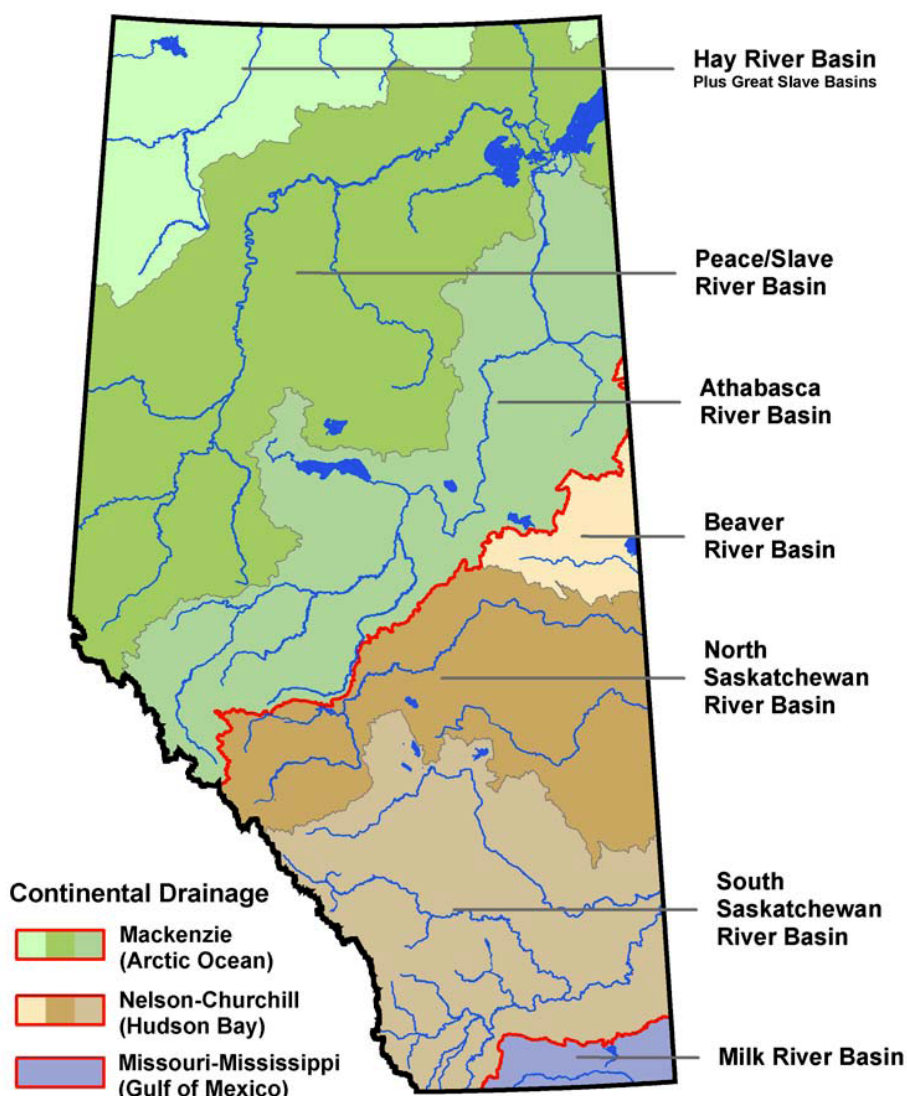 Hay River Basin
Plus Great Slave Basins
Peace/Slave
River Basin
Athabasca
River Basin
Beaver
River Basin
North
Saskatchewan
River Basin
South
Saskatchewan
River Basin
Milk River Basin
Continental Drainage
Mackenzie
(Arctic Ocean)
Nelson-Churchill
(Hudson Bay)
Missouri-Mississippi
(Gulf of Mexico)